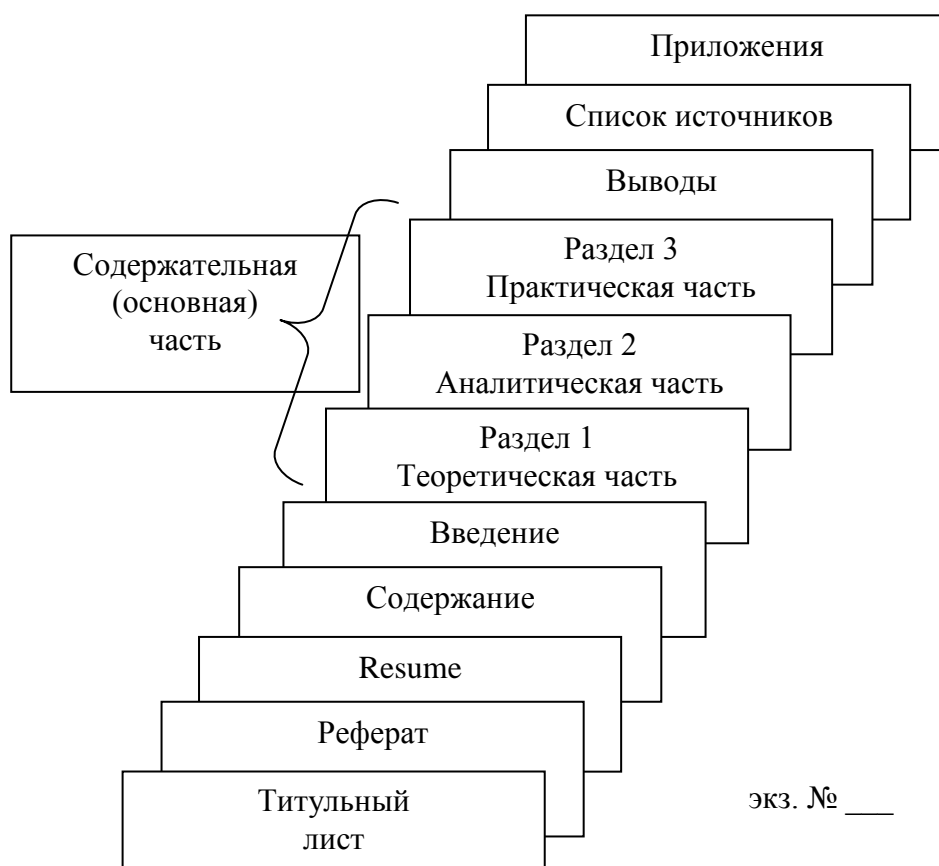 Приложения
Список источников
Выводы
Раздел 3
Практическая часть
Содержательная
(основная)
часть
Раздел 2
Аналитическая часть
Раздел 1
Теоретическая часть
Введение
Содержание
Resume
Реферат
Титульный
лист
экз. № ___